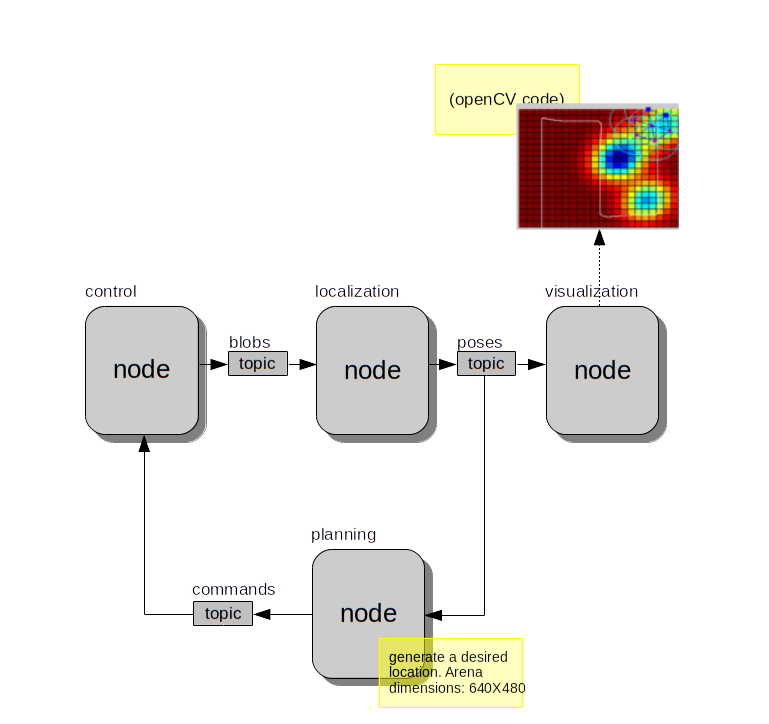 (openCV code)
control
localization
visualization
blobs
poses
topic
topic
node
node
node
planning
commands
topic
node
generate a desired
location. Arena
dimensions: 640X480